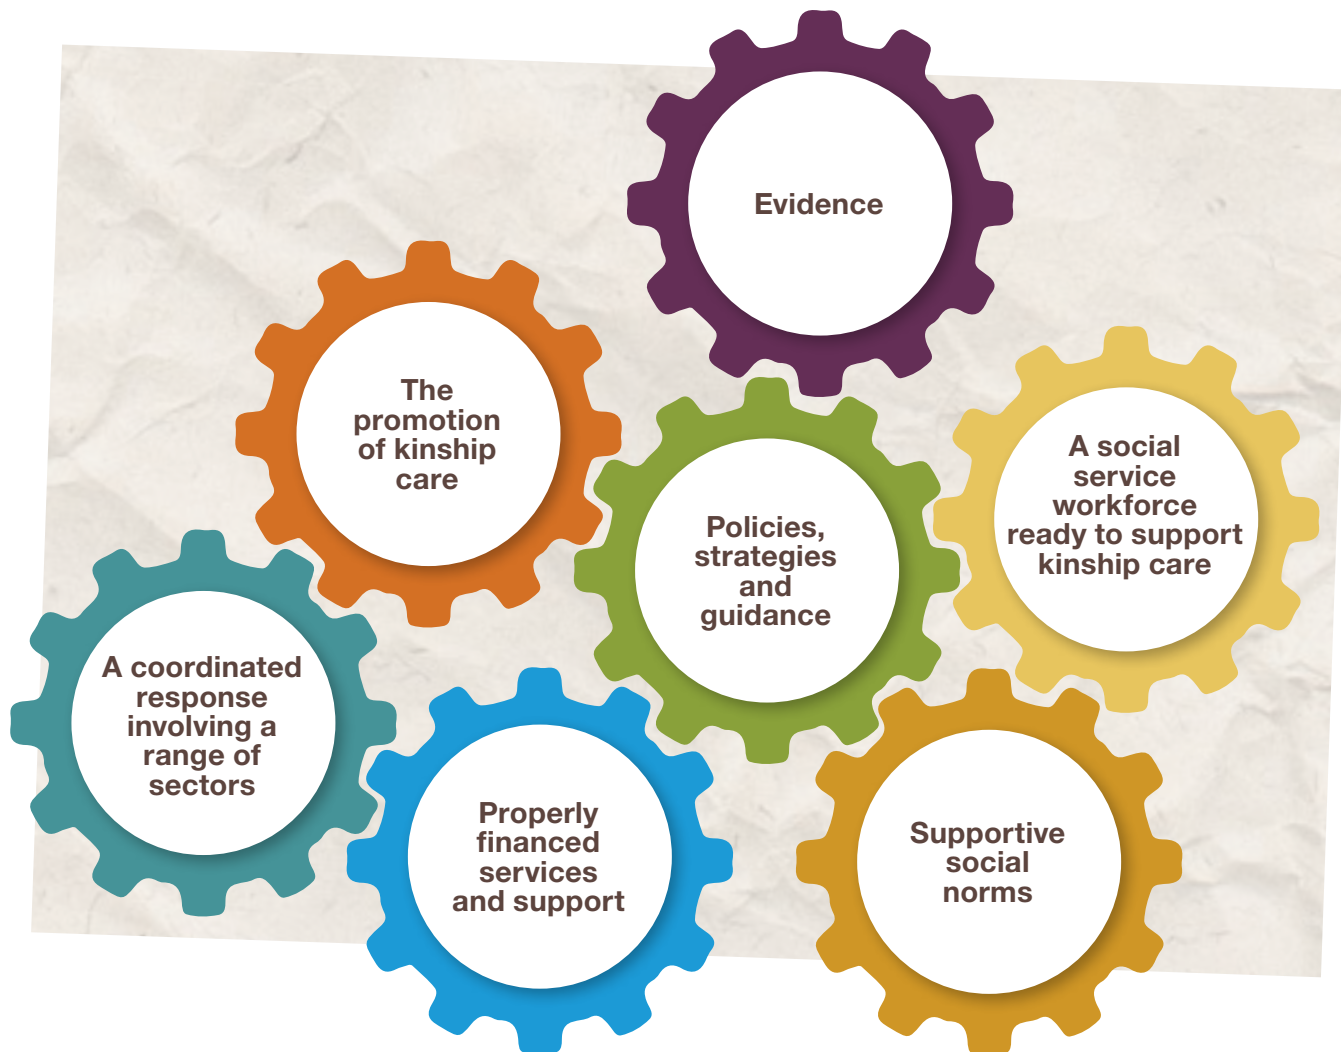 Evidence
The
promotion
of kinship
care
A social
service
workforce
ready to support
kinship care
Policies,
strategies
and
guidance
A coordinated
response
involving a
range of
sectors
Properly
financed
services
and support
Supportive
social
norms